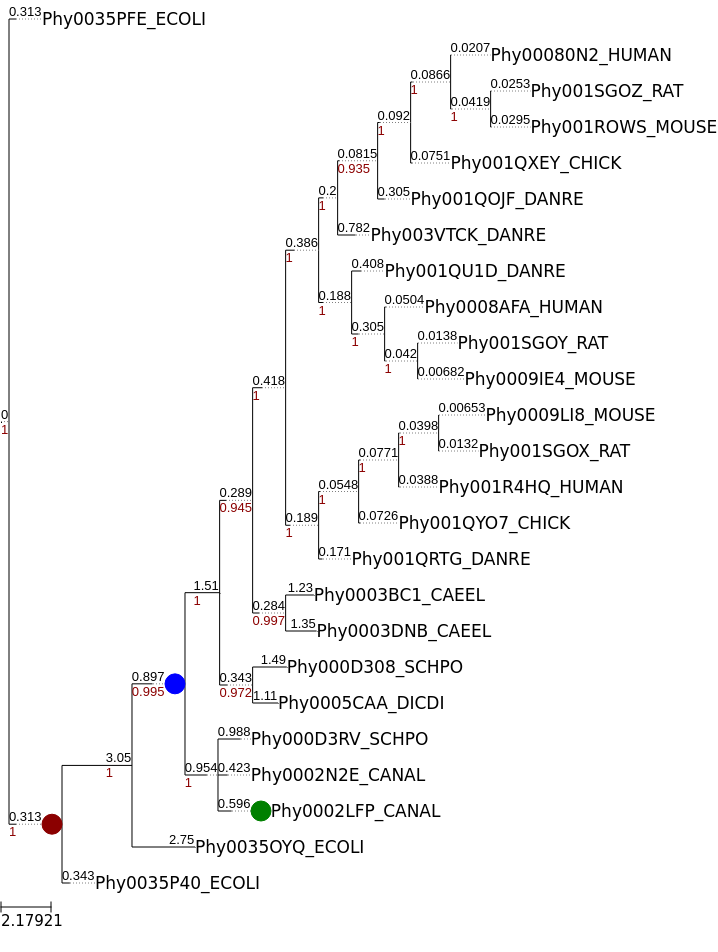 0.313 Phy0035PFE_ECOLI
0.0207 Phy00080N2_HUMAN
0.0866
1
0.0253 Phy001SGOZ_RAT
0.0419
1
0.0295 Phy001ROWS_MOUSE
0.092
1
0.0815
0.935
0.0751 Phy001QXEY_CHICK
0.2
1
0.305 Phy001QOJF_DANRE
0.782 Phy003VTCK_DANRE
0.386
1
0.408 Phy001QU1D_DANRE
0.188
1
0.0504 Phy0008AFA_HUMAN
0.305
1
0.0138 Phy001SGOY_RAT
0.042
1
0.00682 Phy0009IE4_MOUSE
0.418
1
0
1
0.00653 Phy0009LI8_MOUSE
0.0398
1
0.0132 Phy001SGOX_RAT
0.0771
1
0.0388 Phy001R4HQ_HUMAN
0.0548
1
0.289
0.945
0.0726 Phy001QYO7_CHICK
0.189
1
0.171 Phy001QRTG_DANRE
1.51
1
1.23 Phy0003BC1_CAEEL
0.284
0.997
1.35 Phy0003DNB_CAEEL
1.49 Phy000D308_SCHPO
0.897
0.995
0.343
0.972
1.11 Phy0005CAA_DICDI
0.988 Phy000D3RV_SCHPO
3.05
1
0.954
1
0.423 Phy0002N2E_CANAL
0.596 Phy0002LFP_CANAL
0.313
1
2.75 Phy0035OYQ_ECOLI
0.343 Phy0035P40_ECOLI
2.17921